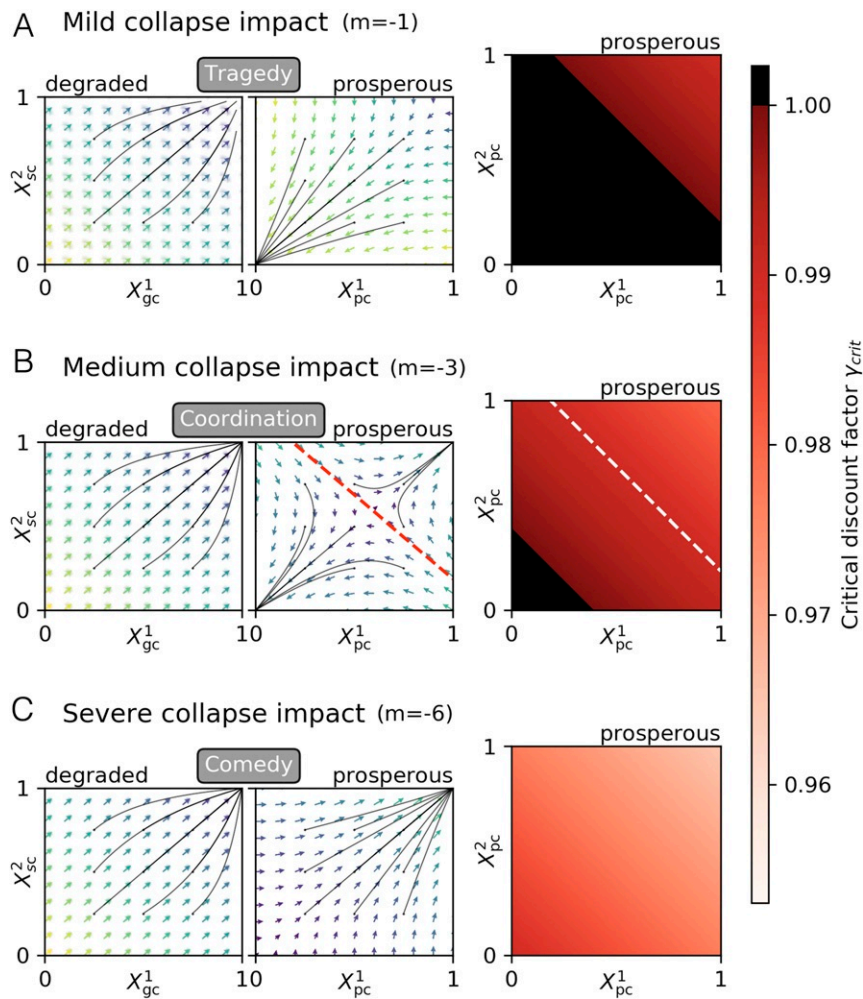 A Mild collapse impact (m=-1)
degraded Tragedy prosperous
prosperous
1
X²sc
0
0 X¹gc 1 0 X¹pc 1
1
X²pc
0
0 X¹pc 1
B Medium collapse impact (m=-3)
degraded Coordination prosperous
prosperous
1
X²sc
0
0 X¹gc 1 0 X¹pc 1
1
X²pc
0
0 X¹pc 1
C Severe collapse impact (m=-6)
degraded Comedy prosperous
prosperous
1
X²sc
0
0 X¹gc 1 0 X¹pc 1
1
X²pc
0
0 X¹pc 1
1.00
0.99
0.98
0.97
0.96
Critical discount factor γcrit